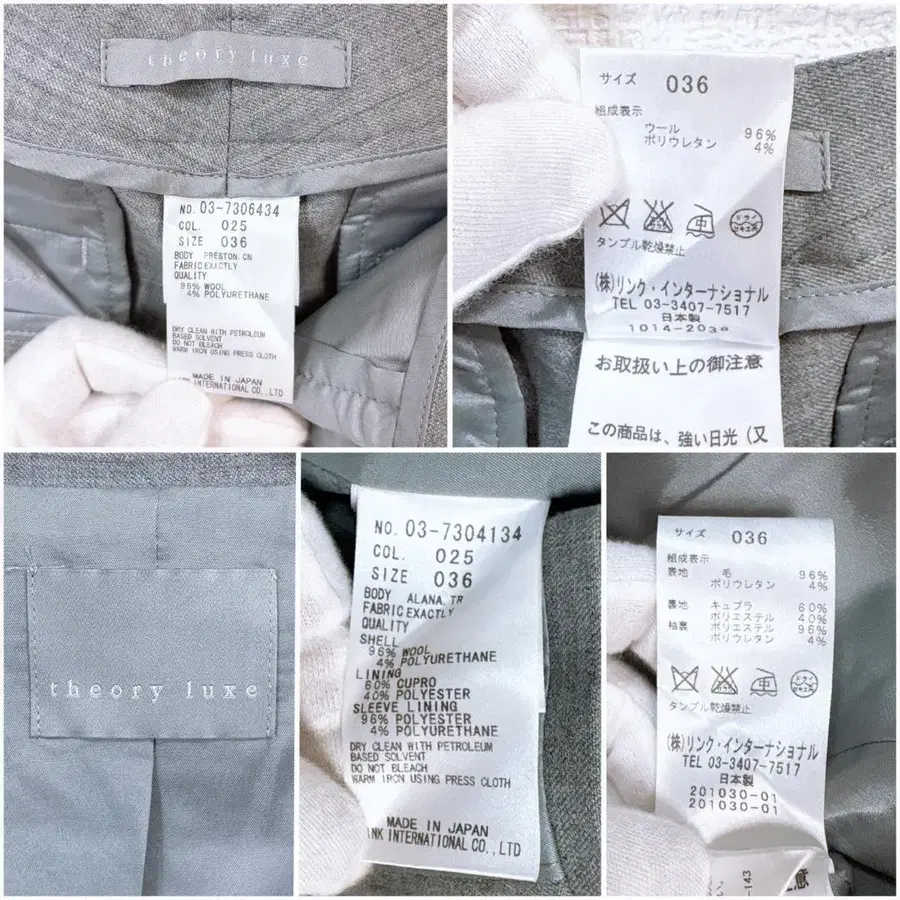 theory luxe
NO. 03-7306434
COL. 025
SIZE 036
BODY PRESTON.CN
FABRIC EXACTLY
QUALITY
96% WOOL
4% POLYURETHANE
DRY CLEAN WITH PETROLEUM
BASED SOLVENT
DO NOT BLEACH
WARM IRON USING PRESS CLOTH
MADE IN JAPAN
INTERNATIONAL CO.,LTD
サイズ 036
組成表示
ウール 96%
ポリウレタン 4%
タンブル乾燥禁止
(株)リンク・インターナショナル
TEL 03-3407-7517
日本製
1014-203
お取扱い上の御注意
この商品は、強い日光（又
theory luxe
NO. 03-7304134
COL. 025
SIZE 036
BODY ALANA.TR
FABRIC EXACTLY
QUALITY
SHELL
96% WOOL
4% POLYURETHANE
LINING
60% CUPRO
40% POLYESTER
SLEEVE LINING
96% POLYESTER
4% POLYURETHANE
DRY CLEAN WITH PETROLEUM
BASED SOLVENT
DO NOT BLEACH
WARM IRON USING PRESS CLOTH
MADE IN JAPAN
INK INTERNATIONAL CO.,LTD
サイズ 036
組成表示
表地 毛 96%
ポリウレタン 4%
裏地 キュプラ 60%
ポリエステル 40%
袖裏 ポリエステル 96%
ポリウレタン 4%
タンブル乾燥禁止
(株)リンク・インターナショナル
TEL 03-3407-7517
日本製
201030-01
201030-01
-143
意